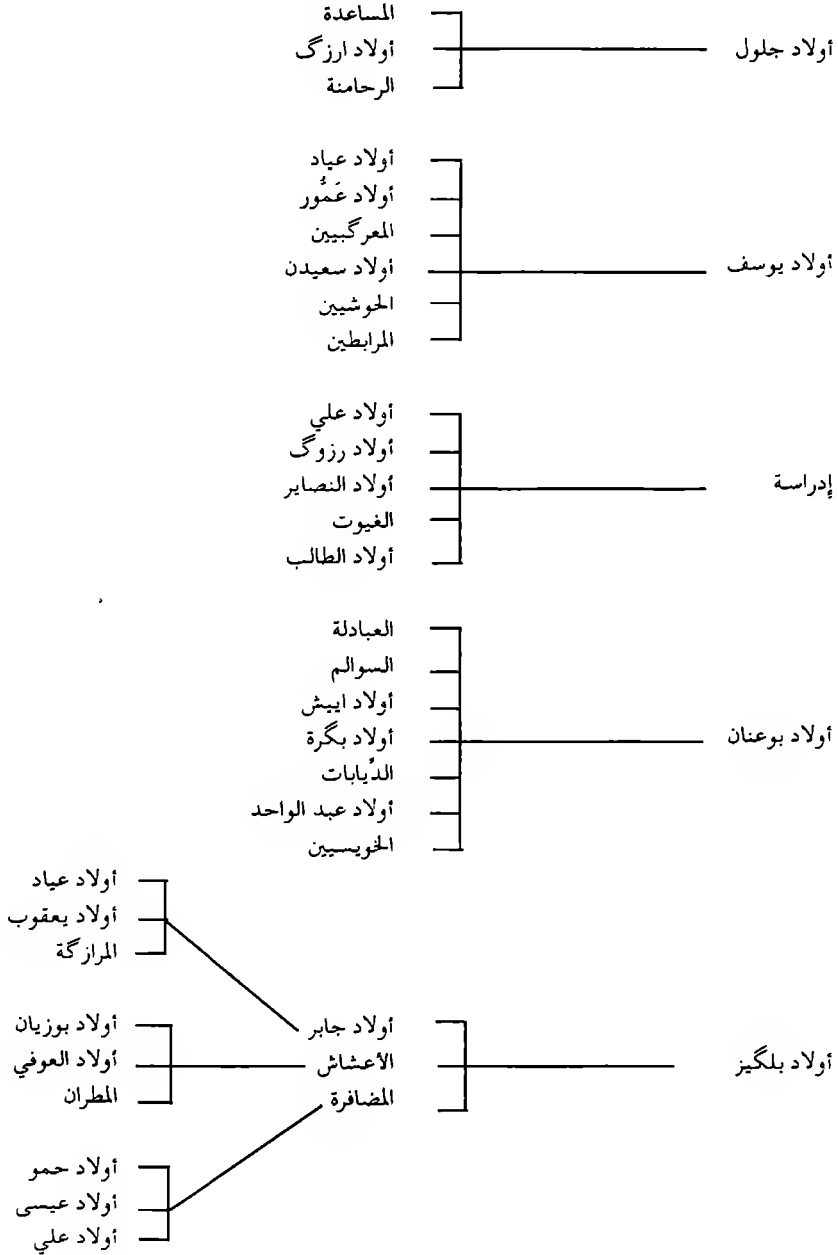 أولاد جلول
المساعدة
أولاد ارزگ
الرحامنة
أولاد يوسف
أولاد عياد
أولاد عَمُّور
المعرگبيين
أولاد سعيدن
الحوشيين
المرابطين
إدراسة
أولاد علي
أولاد رزوگ
أولاد النصاير
الغيوت
أولاد الطالب
أولاد بوعنان
العبادلة
السوالم
أولاد اييش
أولاد بگرة
الدِّيابات
أولاد عبد الواحد
الخويسيين
أولاد بلگيز
أولاد جابر
الأعشاش
المضافرة
أولاد عياد
أولاد يعقوب
المرازگة
أولاد بوزيان
أولاد العوفي
المطران
أولاد حمو
أولاد عيسى
أولاد علي